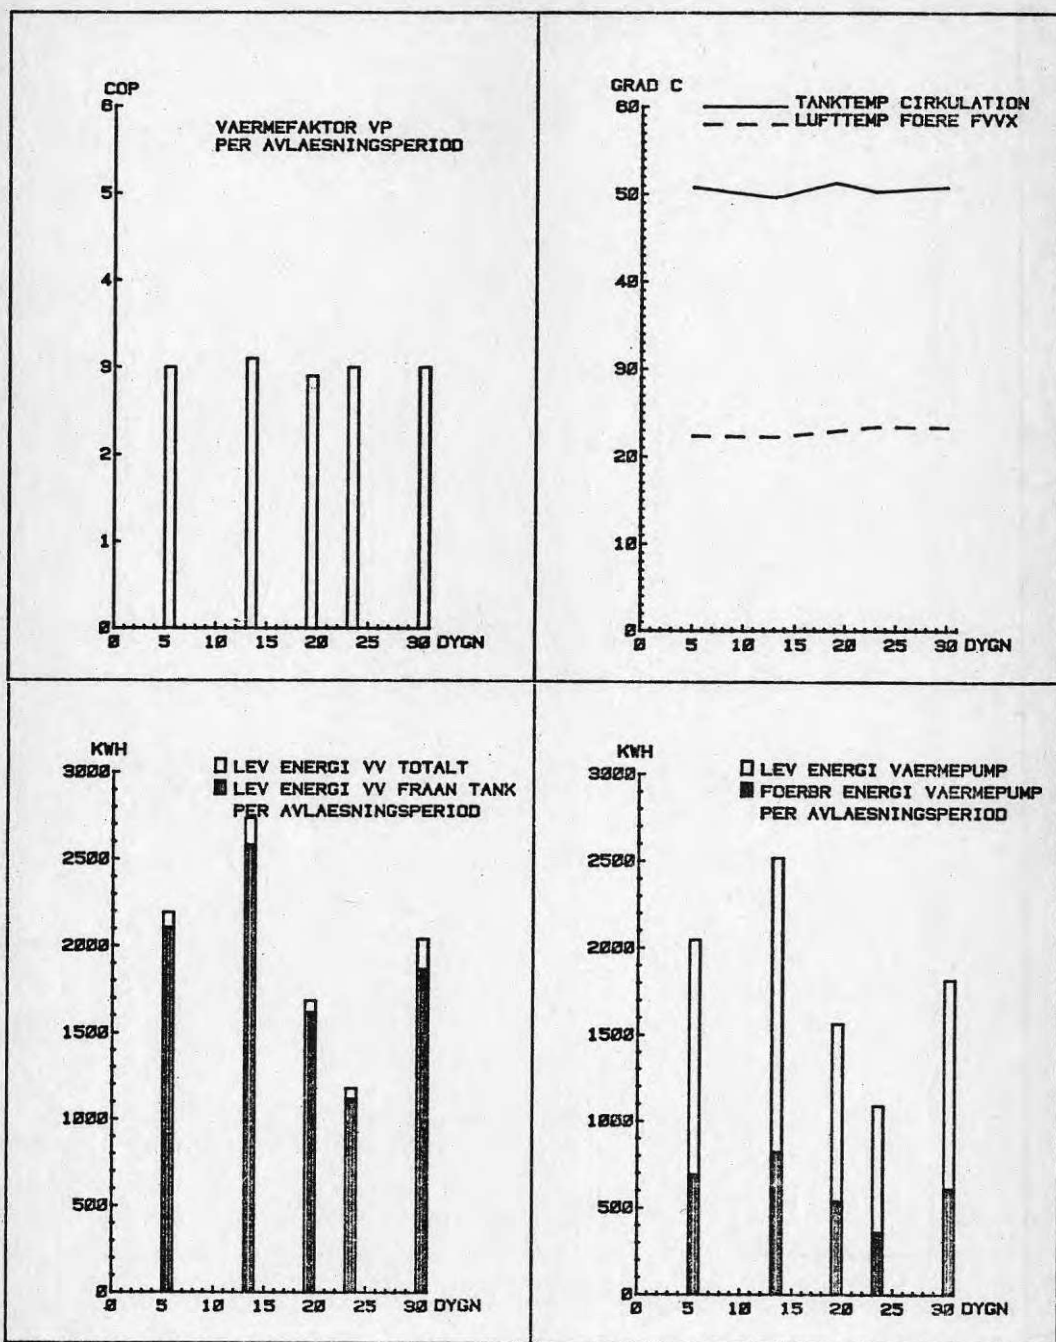 COP
6
VAERMEFAKTOR VP
PER AVLAESNINGSPERIOD
5
4
3
2
1
0
0 5 10 15 20 25 30 DYGN
GRAD C
60
TANKTEMP CIRKULATION
LUFTTEMP FOERE FVVX
50
40
30
20
10
0
0 5 10 15 20 25 30 DYGN
KWH
3000
LEV ENERGI VV TOTALT
LEV ENERGI VV FRAAN TANK
PER AVLAESNINGSPERIOD
2500
2000
1500
1000
500
0
0 5 10 15 20 25 30 DYGN
KWH
3000
LEV ENERGI VAERMEPUMP
FOERBR ENERGI VAERMEPUMP
PER AVLAESNINGSPERIOD
2500
2000
1500
1000
500
0
0 5 10 15 20 25 30 DYGN